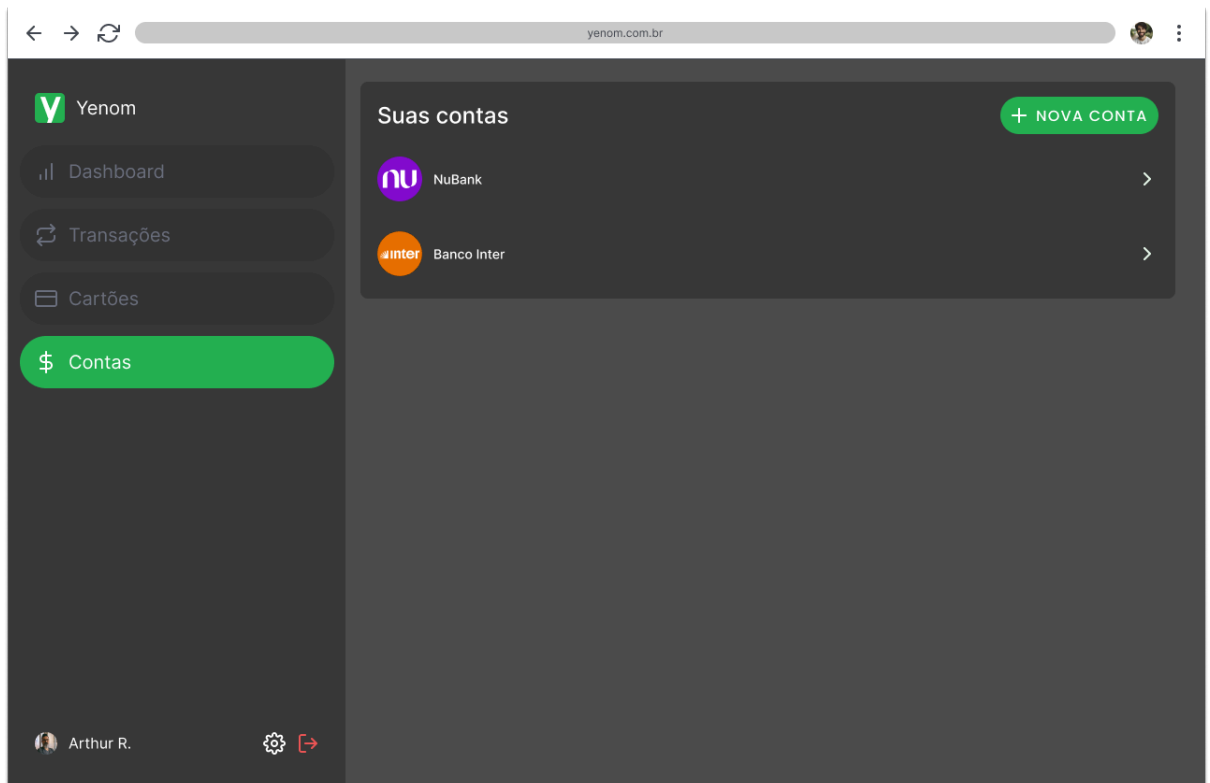 yenom.com.br
y Yenom
Dashboard
Transações
Cartões
$ Contas
Arthur R.
Suas contas
+ NOVA CONTA
nu NuBank
inter Banco Inter